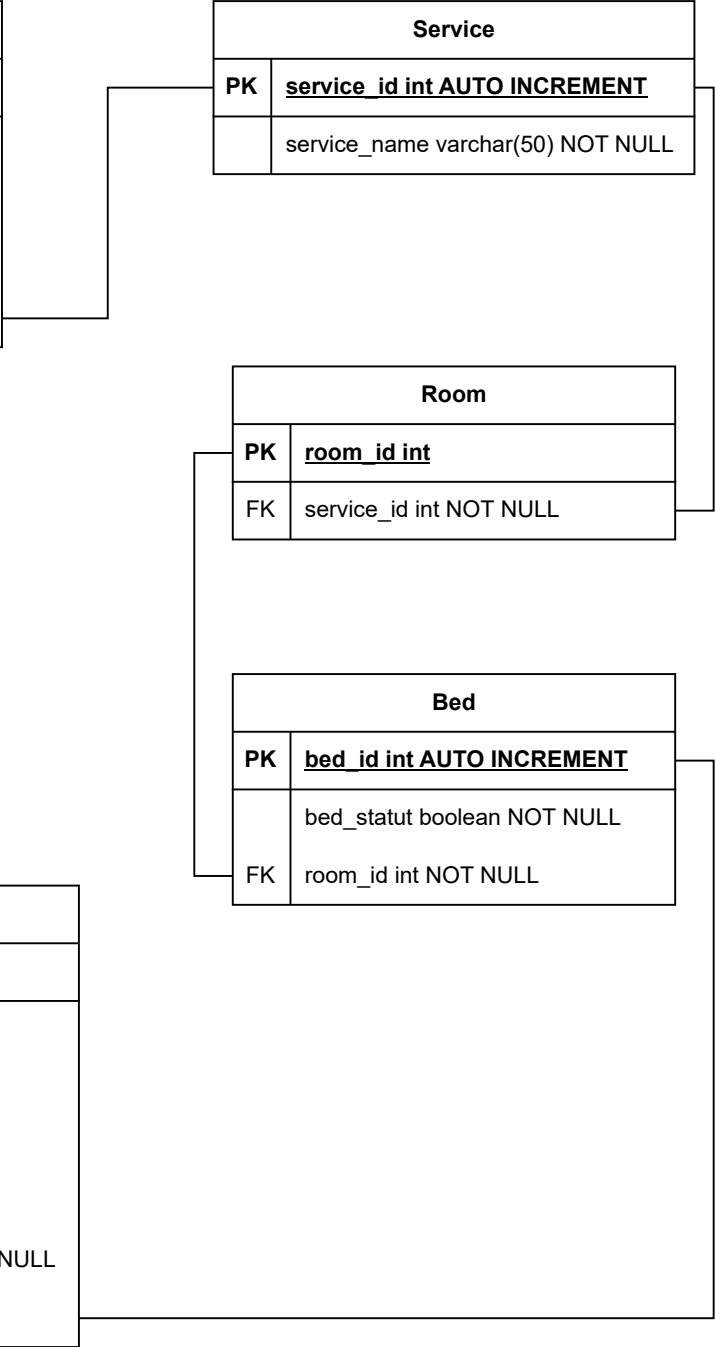 Service
PK service_id int AUTO INCREMENT
service_name varchar(50) NOT NULL
Room
PK room_id int
FK service_id int NOT NULL
Bed
PK bed_id int AUTO INCREMENT
bed_statut boolean NOT NULL
FK room_id int NOT NULL
NULL